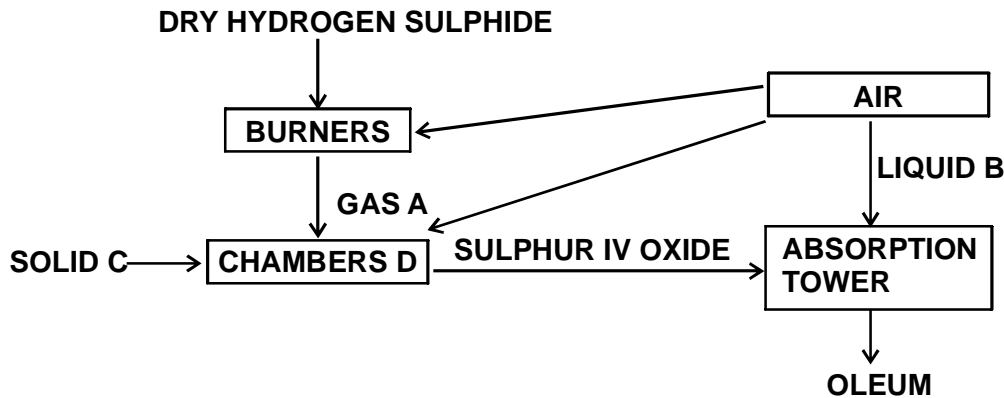 DRY HYDROGEN SULPHIDE
AIR
BURNERS
LIQUID B
GAS A
SOLID C
CHAMBERS D
SULPHUR IV OXIDE
ABSORPTION
TOWER
OLEUM